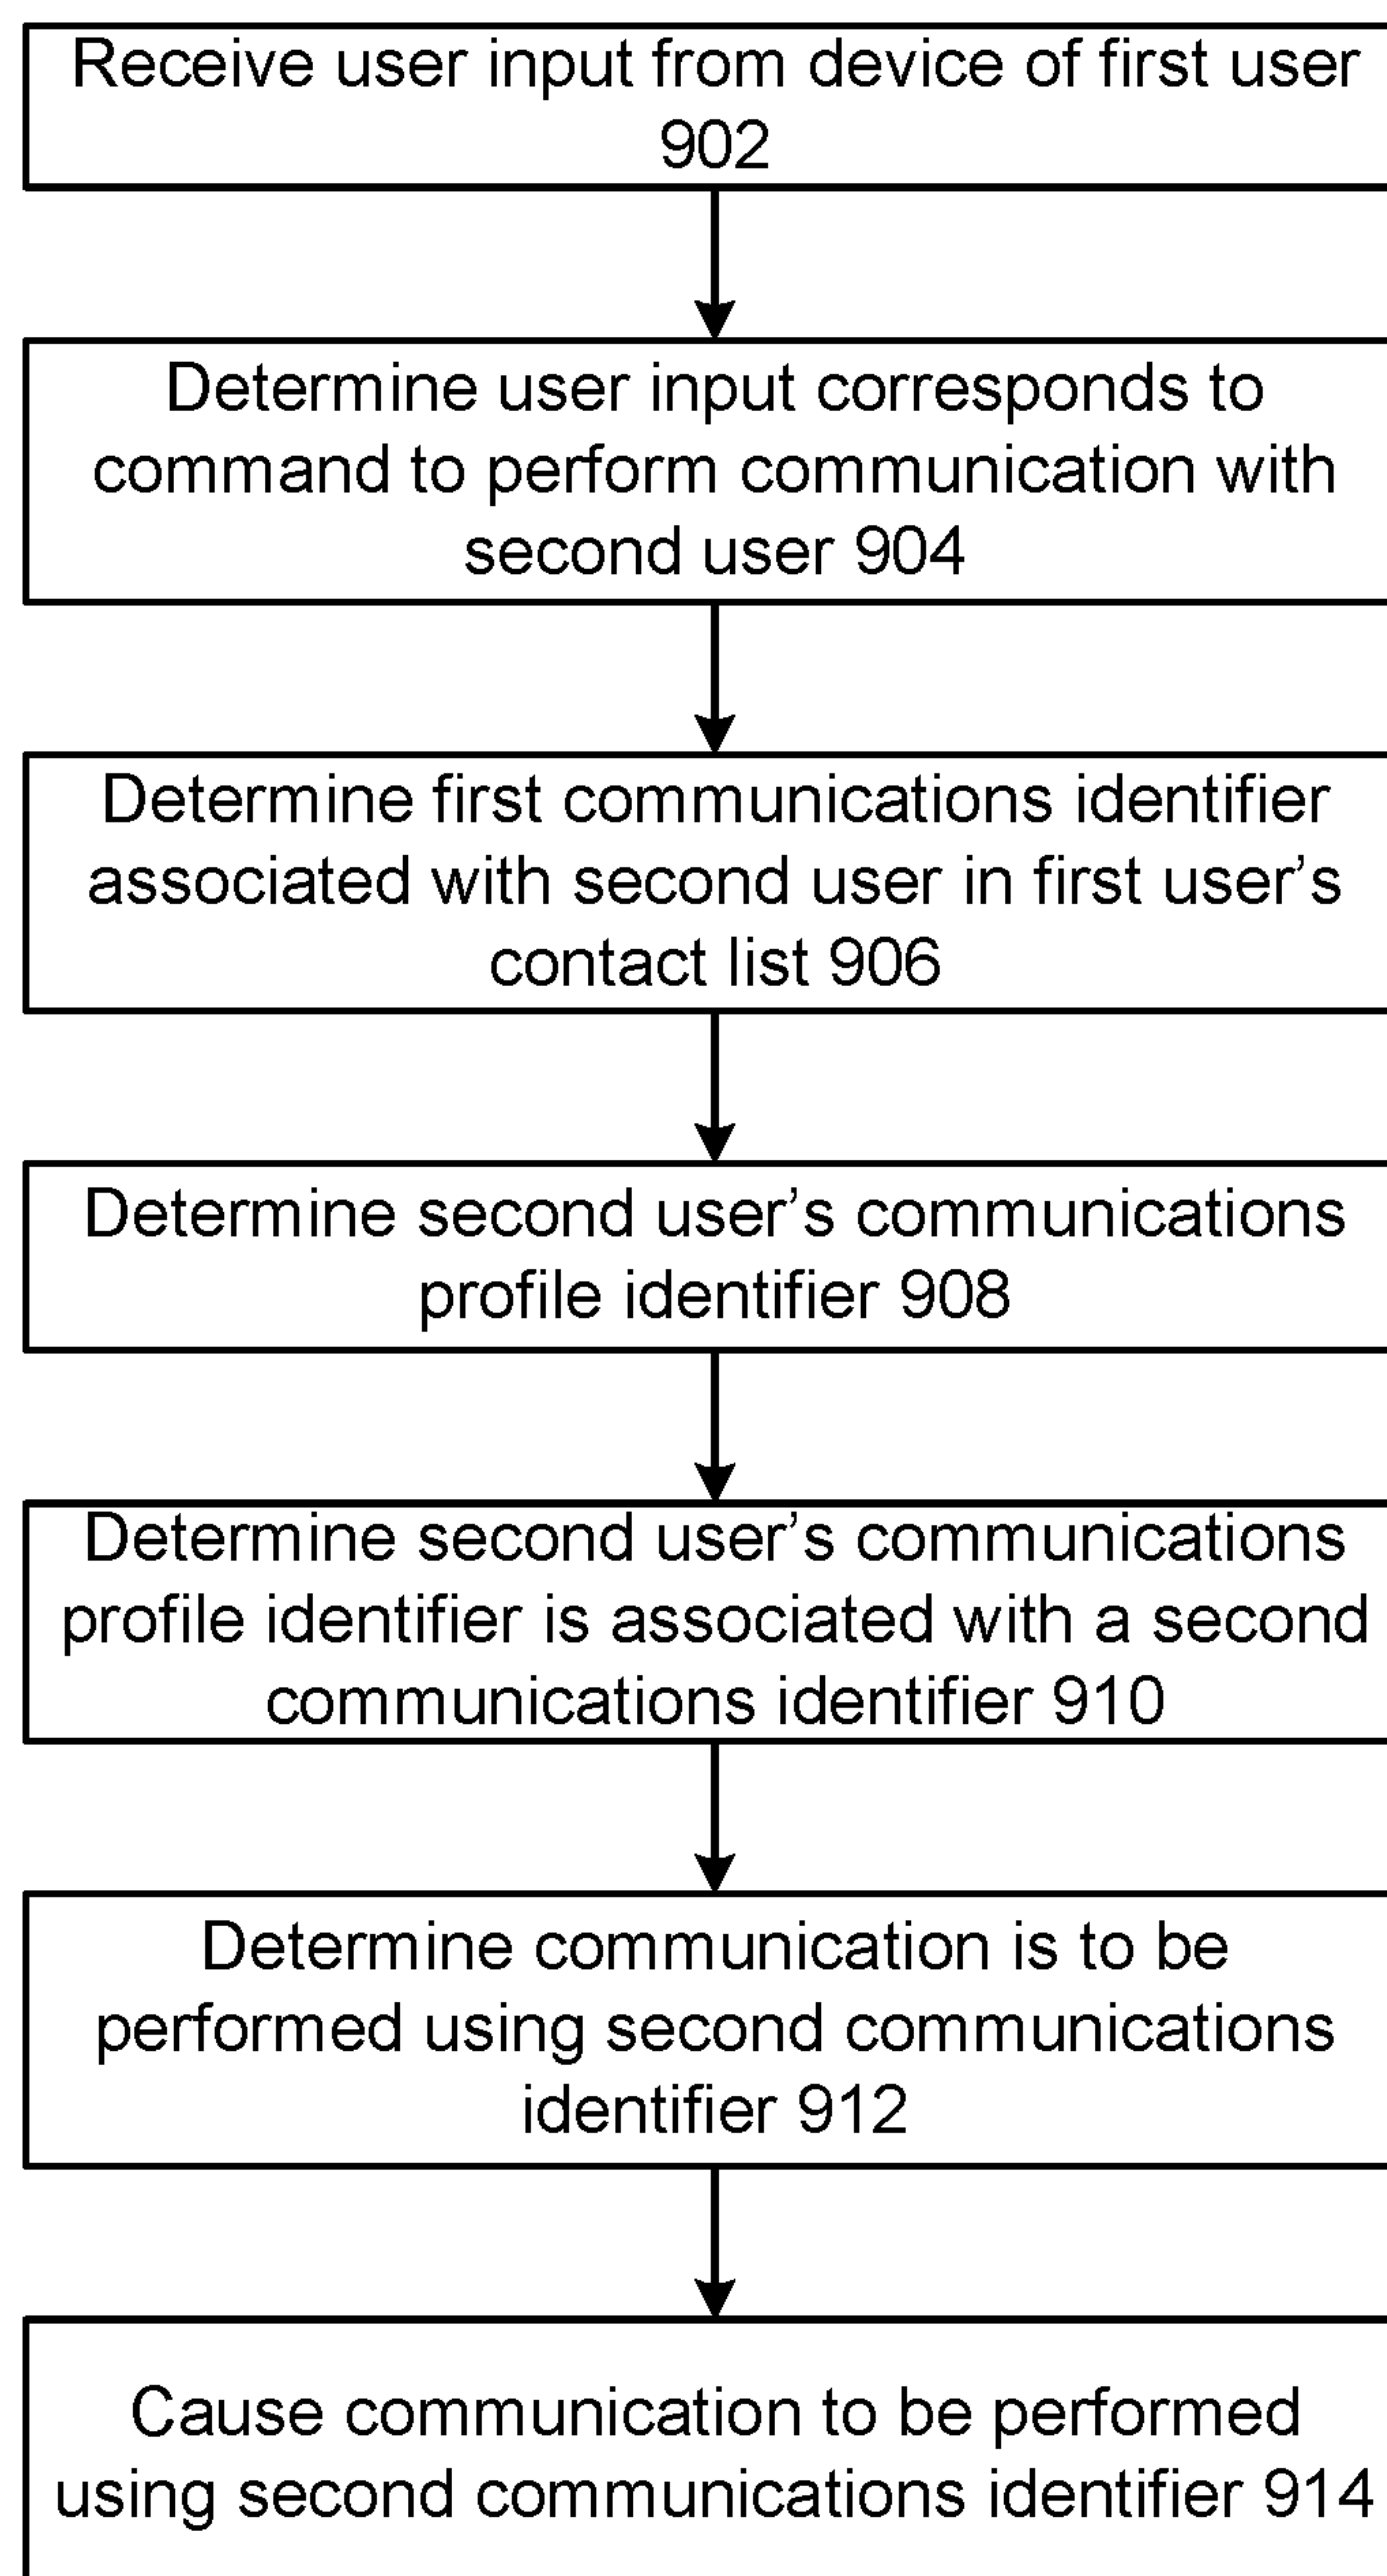 Receive user input from device of first user
902
Determine user input corresponds to
command to perform communication with
second user 904
Determine first communications identifier
associated with second user in first user’s
contact list 906
Determine second user’s communications
profile identifier 908
Determine second user’s communications
profile identifier is associated with a second
communications identifier 910
Determine communication is to be
performed using second communications
identifier 912
Cause communication to be performed
using second communications identifier 914